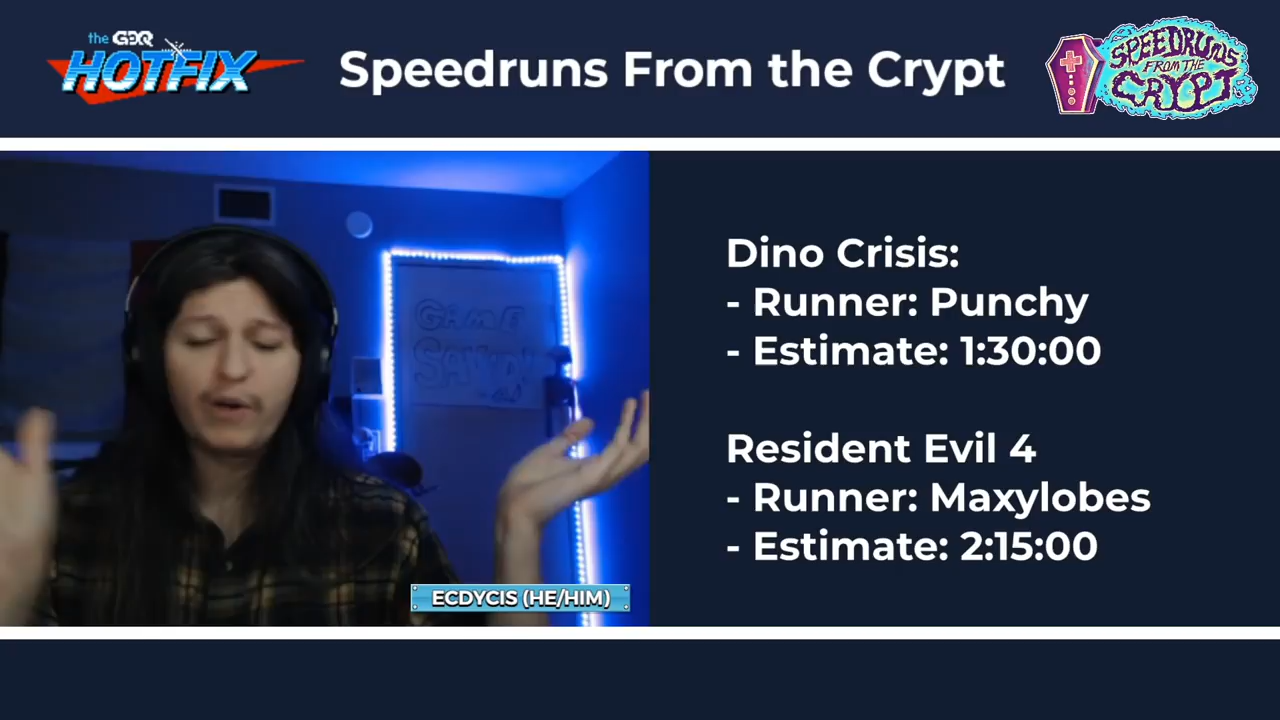 the GDQ
HOTFIX
Speedruns From the Crypt
SPEEDRUNS
FROM THE
CRYPT
GAME
Dino Crisis:
- Runner: Punchy
- Estimate: 1:30:00
Resident Evil 4
- Runner: Maxylobes
- Estimate: 2:15:00
ECDYCIS (HE/HIM)